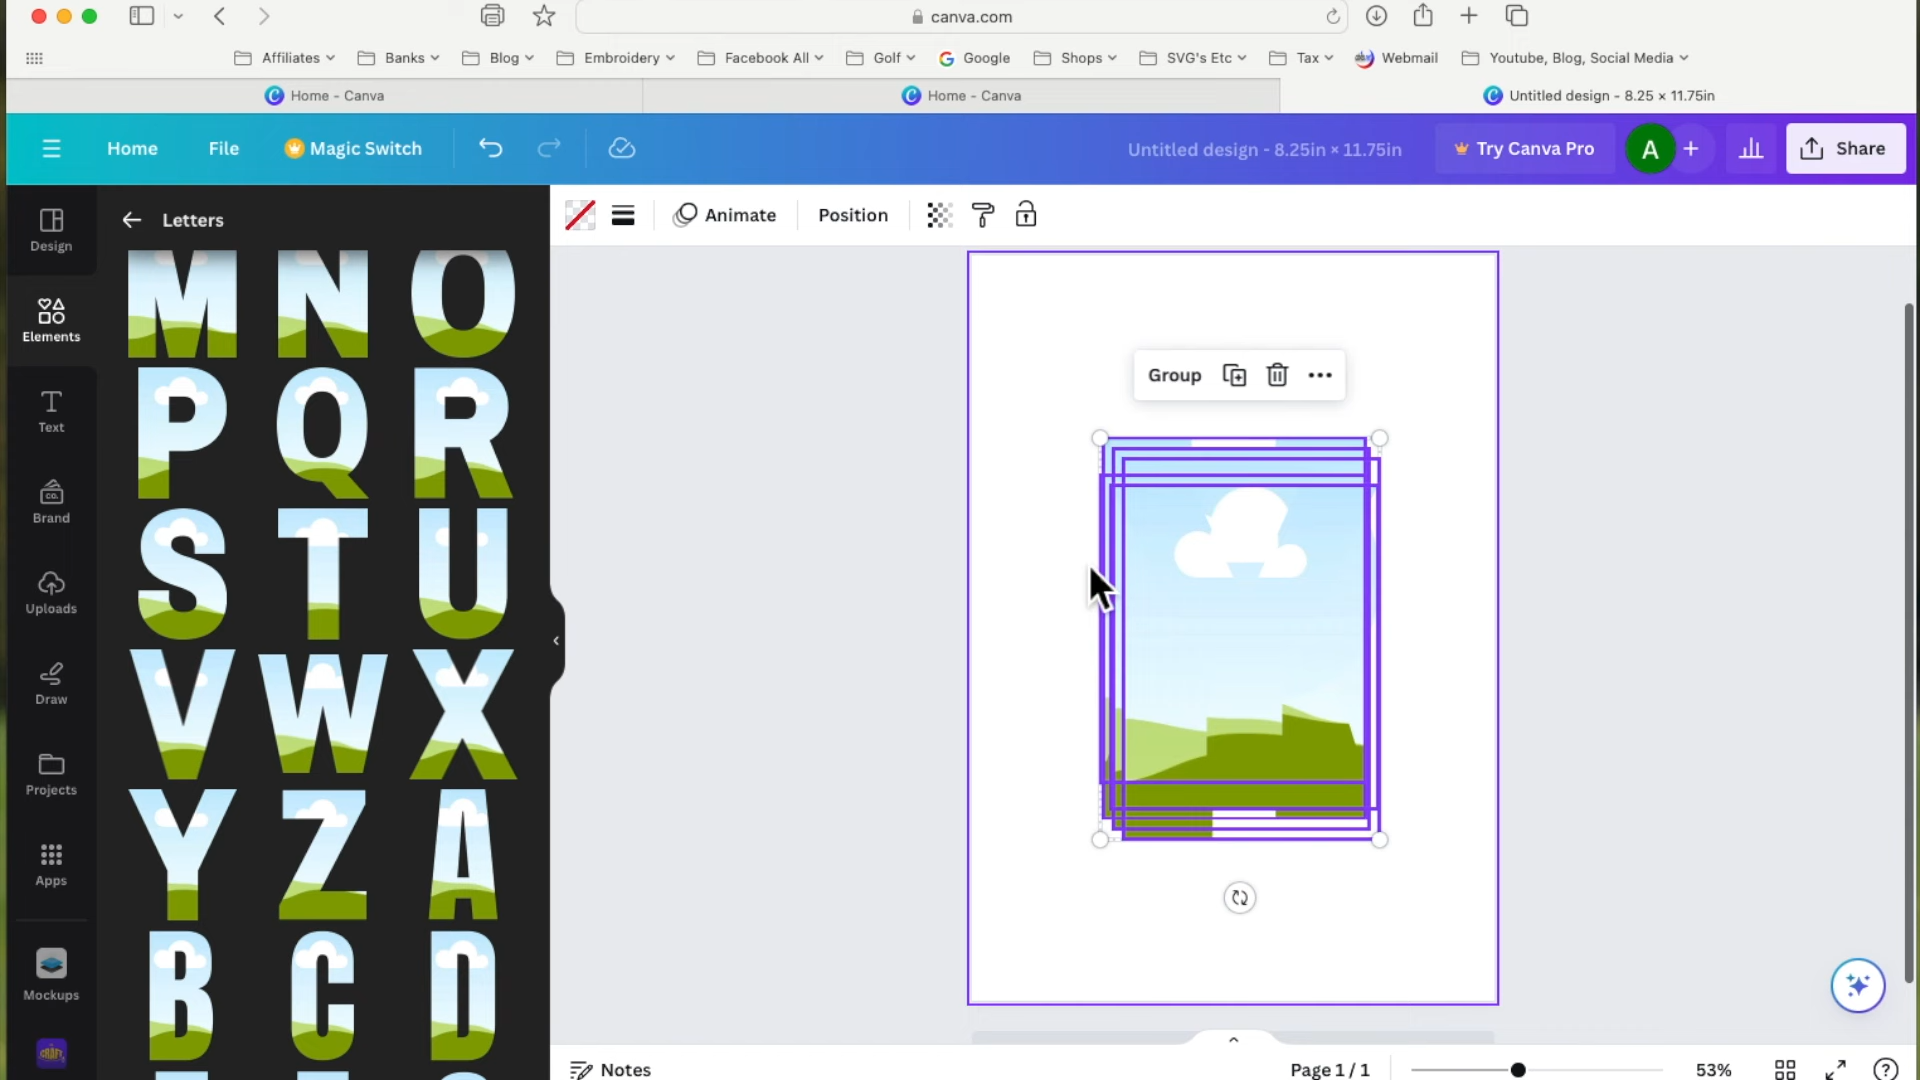 canva.com
Affiliates
Banks
Blog
Embroidery
Facebook All
Golf
Google
Shops
SVG's Etc
Tax
Webmail
Youtube, Blog, Social Media
Home - Canva
Home - Canva
Untitled design - 8.25 × 11.75in
Home
File
Magic Switch
Untitled design - 8.25in × 11.75in
Try Canva Pro
A
Share
Design
Elements
Text
Brand
Uploads
Draw
Projects
Apps
Mockups
CRAFT
Letters
M N O
P Q R
S T U
V W X
Y Z A
B C D
Animate
Position
Group
Notes
Page 1 / 1
53%